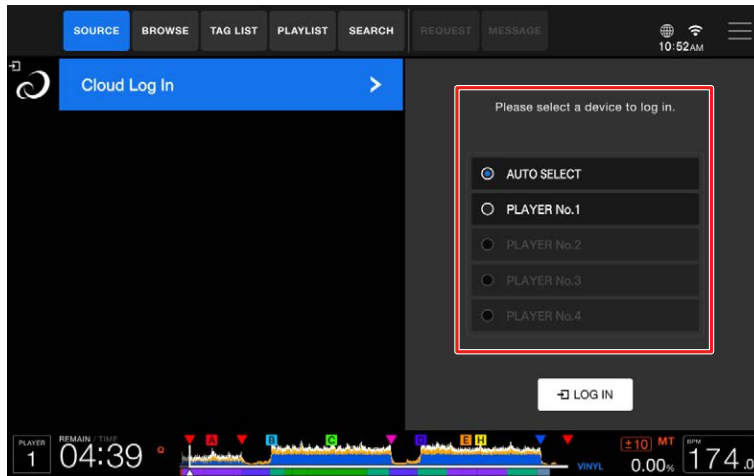 SOURCE
BROWSE
TAG LIST
PLAYLIST
SEARCH
REQUEST
MESSAGE
10:52AM
Cloud Log In
Please select a device to log in.
AUTO SELECT
PLAYER No.1
PLAYER No.2
PLAYER No.3
PLAYER No.4
LOG IN
PLAYER
1
REMAIN / TIME
04:39
A
B
C
D
E
H
VINYL
±10 MT
0.00%
BPM
174.0